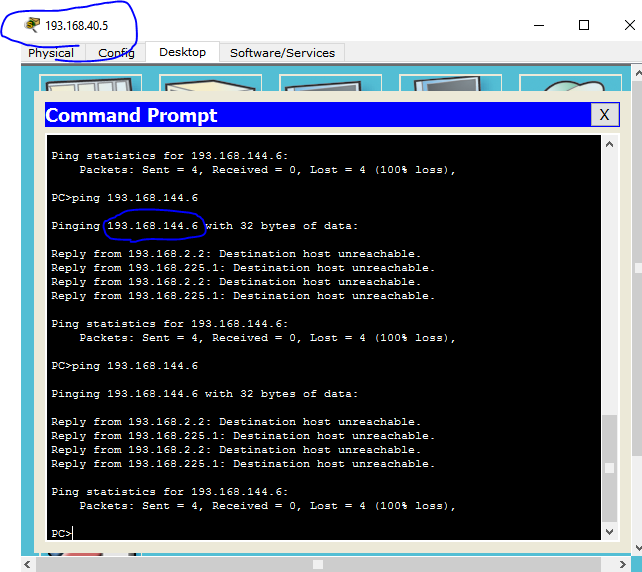 193.168.40.5
Physical Config Desktop Software/Services
Command Prompt X
Ping statistics for 193.168.144.6:
Packets: Sent = 4, Received = 0, Lost = 4 (100% loss),
PC>ping 193.168.144.6
Pinging 193.168.144.6 with 32 bytes of data:
Reply from 193.168.2.2: Destination host unreachable.
Reply from 193.168.225.1: Destination host unreachable.
Reply from 193.168.2.2: Destination host unreachable.
Reply from 193.168.225.1: Destination host unreachable.
Ping statistics for 193.168.144.6:
Packets: Sent = 4, Received = 0, Lost = 4 (100% loss),
PC>ping 193.168.144.6
Pinging 193.168.144.6 with 32 bytes of data:
Reply from 193.168.2.2: Destination host unreachable.
Reply from 193.168.225.1: Destination host unreachable.
Reply from 193.168.2.2: Destination host unreachable.
Reply from 193.168.225.1: Destination host unreachable.
Ping statistics for 193.168.144.6:
Packets: Sent = 4, Received = 0, Lost = 4 (100% loss),
PC>